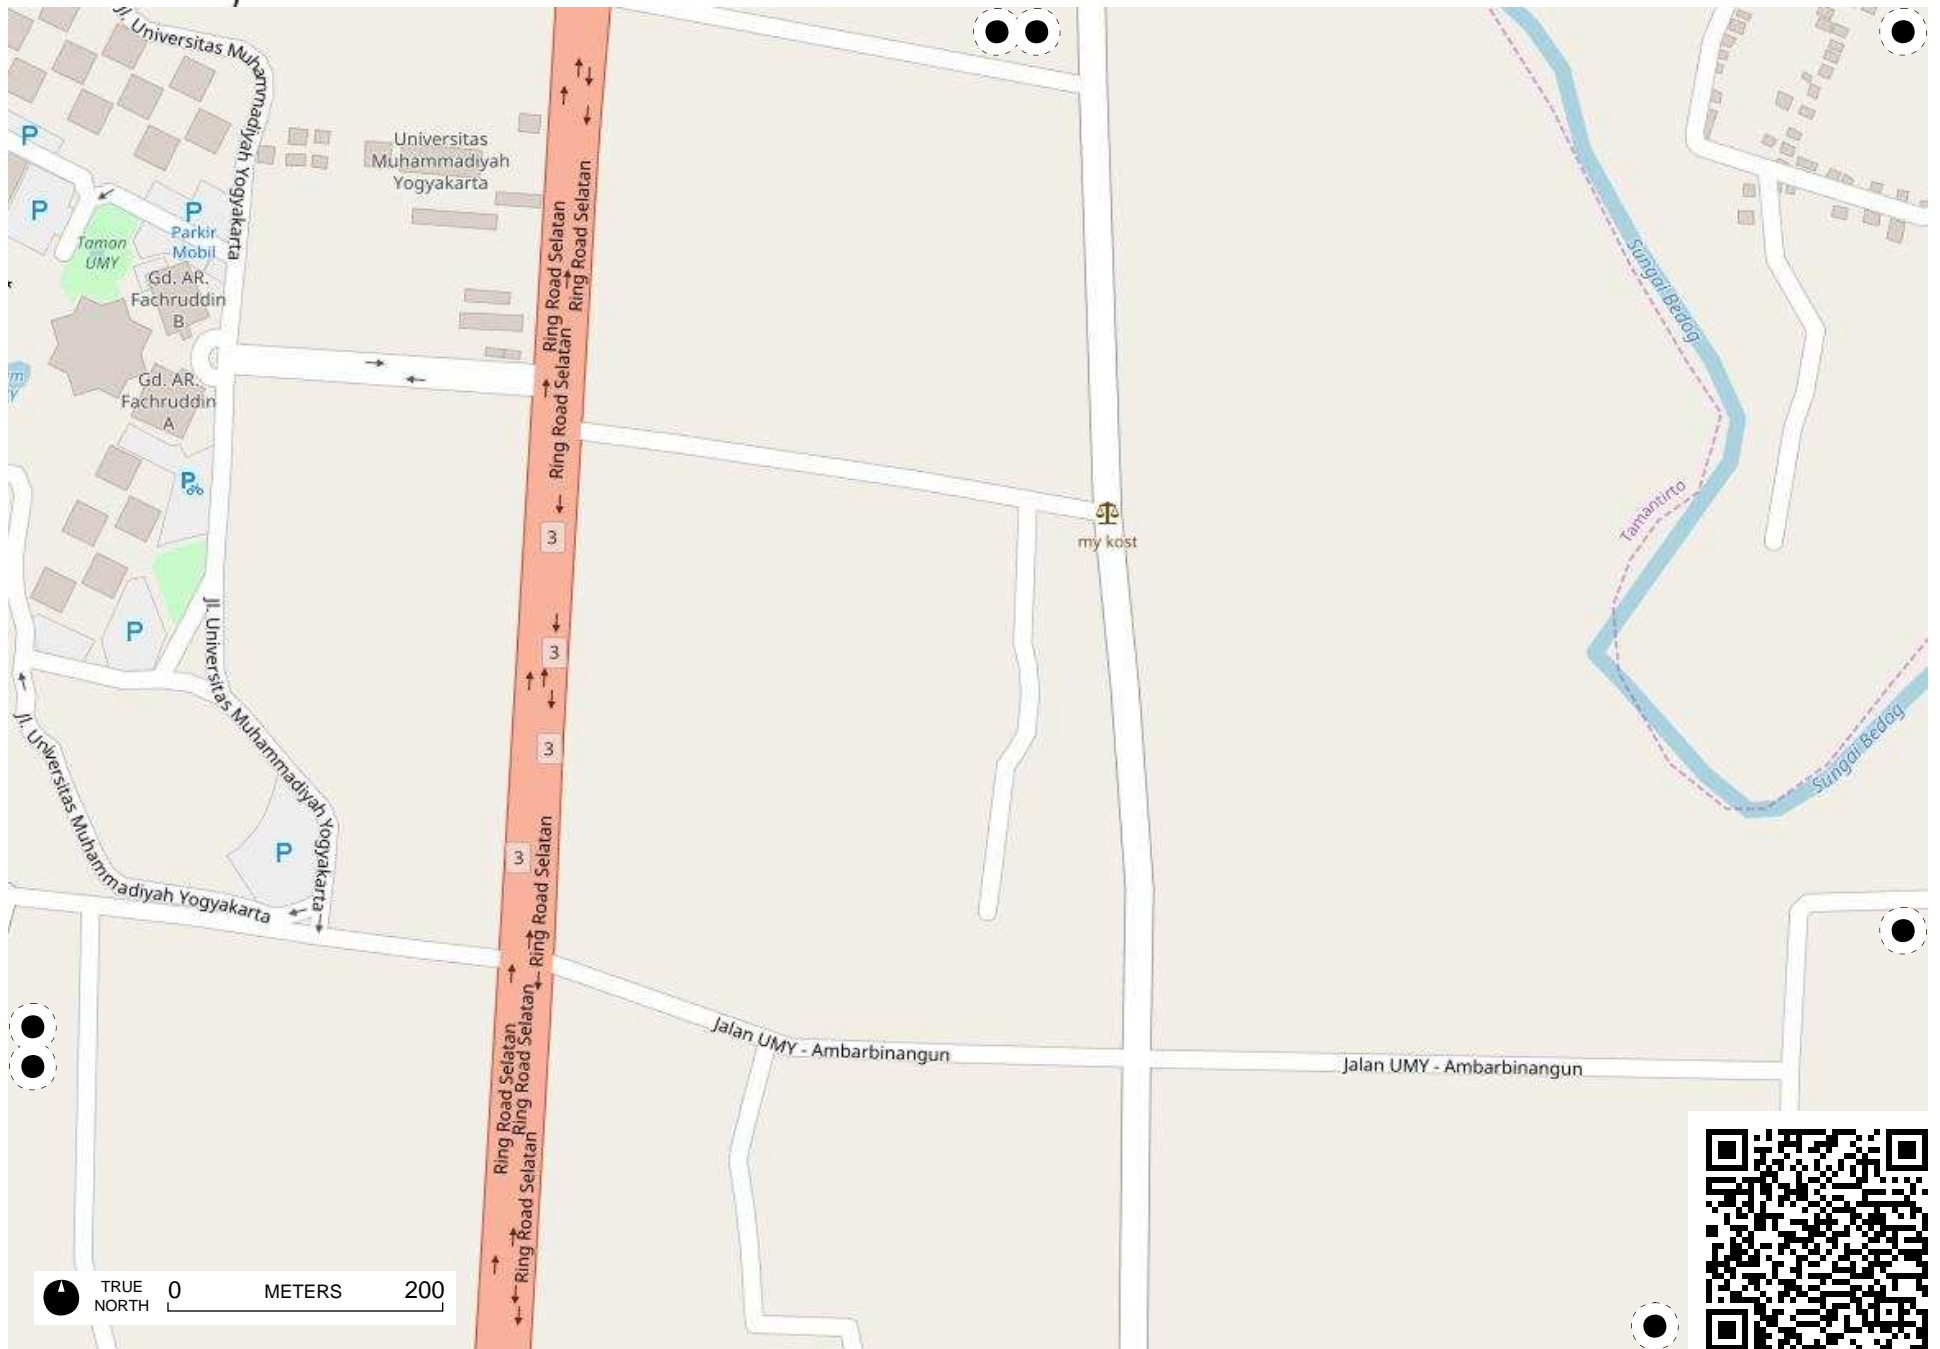 Jl. Universitas Muhammadiyah Yogyakarta
P
P
P
Parkir
Mobil
Taman
UMY
Gd. AR.
Fachruddin
B
Gd. AR.
Fachruddin
A
Universitas
Muhammadiyah
Yogyakarta
Ring Road Selatan
Ring Road Selatan
Ring Road Selatan
Sungai Bedog
P
3
my kost
Tamantirto
P
3
Jl. Universitas Muhammadiyah Yogyakarta
Jl. Universitas Muhammadiyah Yogyakarta
3
Sungai Bedog
P
3
Ring Road Selatan
Jalan UMY - Ambarbinangun
Jalan UMY - Ambarbinangun
Ring Road Selatan
Ring Road Selatan
Ring Road Selatan
TRUE
NORTH
0 METERS 200